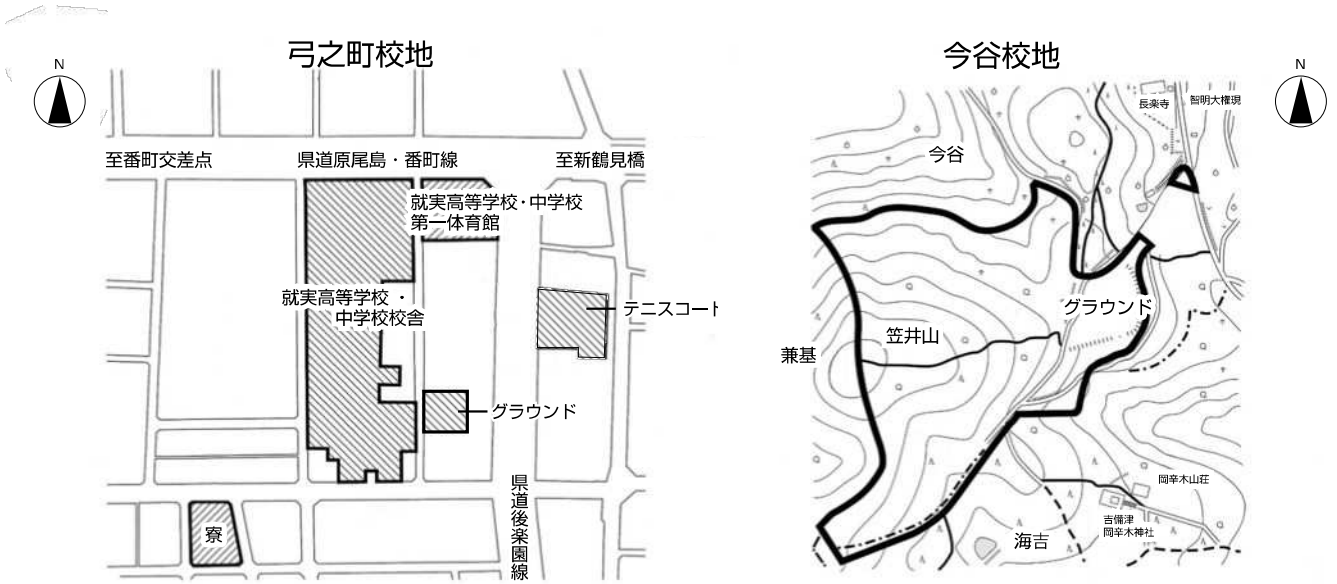 弓之町校地
N
至番町交差点
県道原尾島・番町線
至新鶴見橋
就実高等学校・中学校
第一体育館
就実高等学校・
中学校校舎
テニスコート
グラウンド
県道後楽園線
寮
今谷校地
N
長楽寺
智明大権現
今谷
グラウンド
笠井山
兼基
岡辛木山荘
吉備津
岡辛木神社
海吉